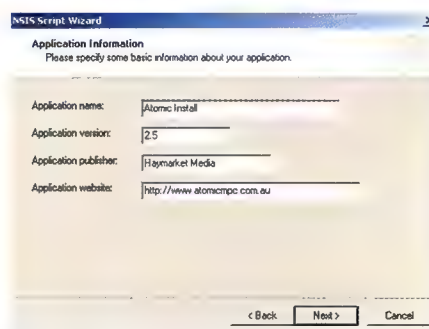 NSIS Script Wizard
Application Information
Please specify some basic information about your application.
Application name: Atomic Install
Application version: 2.5
Application publisher: Haymarket Media
Application website: http://www.atomicmpc.com.au
< Back Next > Cancel